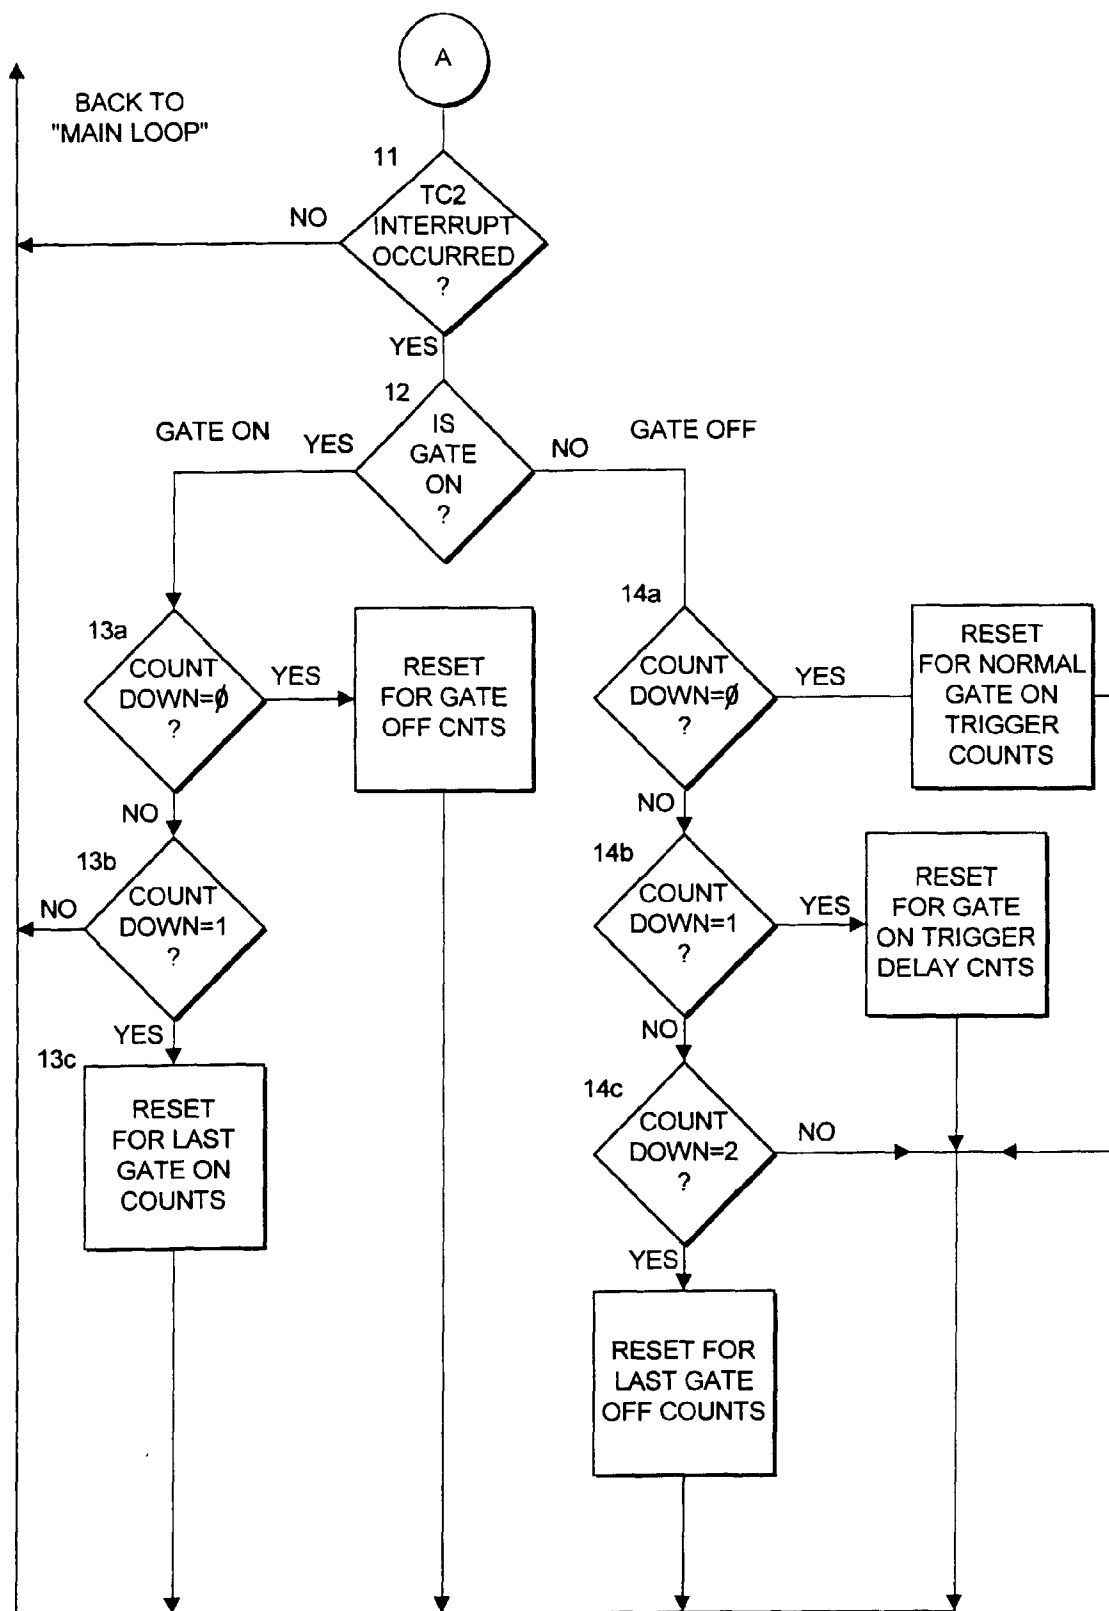 A
BACK TO
"MAIN LOOP"
11
TC2
INTERRUPT
OCCURRED
?
NO
YES
12
IS
GATE
ON
?
GATE ON
YES
NO
GATE OFF
13a
COUNT
DOWN=∅
?
YES
RESET
FOR GATE
OFF CNTS
14a
COUNT
DOWN=∅
?
YES
RESET
FOR NORMAL
GATE ON
TRIGGER
COUNTS
NO
NO
13b
COUNT
DOWN=1
?
NO
YES
14b
COUNT
DOWN=1
?
YES
RESET
FOR GATE
ON TRIGGER
DELAY CNTS
NO
13c
RESET
FOR LAST
GATE ON
COUNTS
14c
COUNT
DOWN=2
?
NO
YES
RESET FOR
LAST GATE
OFF COUNTS